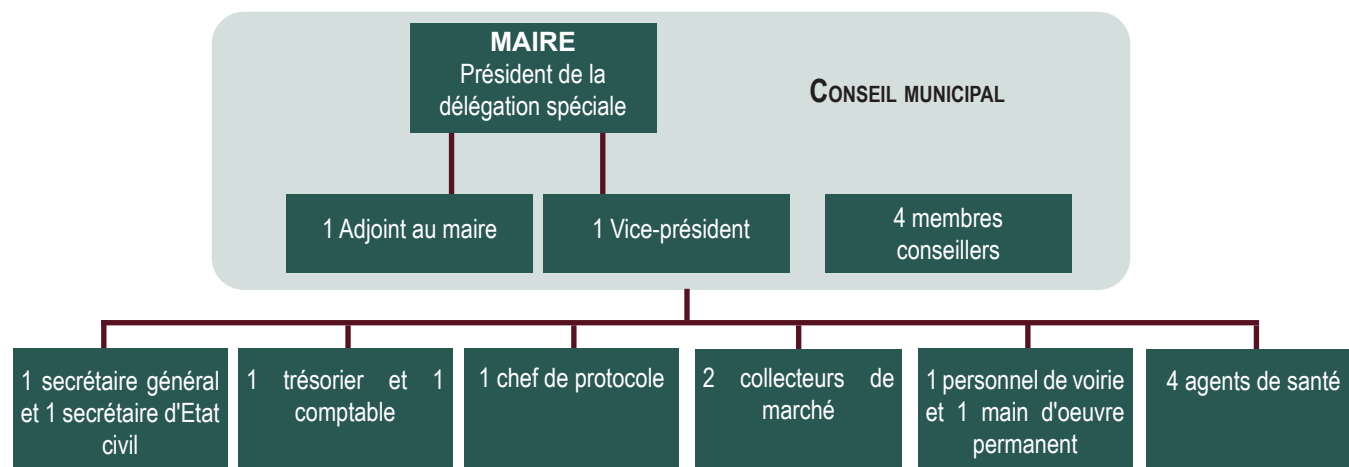 MAIRE
Président de la
délégation spéciale
CONSEIL MUNICIPAL
1 Adjoint au maire
1 Vice-président
4 membres
conseillers
1 secrétaire général
et 1 secrétaire d'Etat
civil
1 trésorier et 1
comptable
1 chef de protocole
2 collecteurs de
marché
1 personnel de voirie
et 1 main d'oeuvre
permanent
4 agents de santé